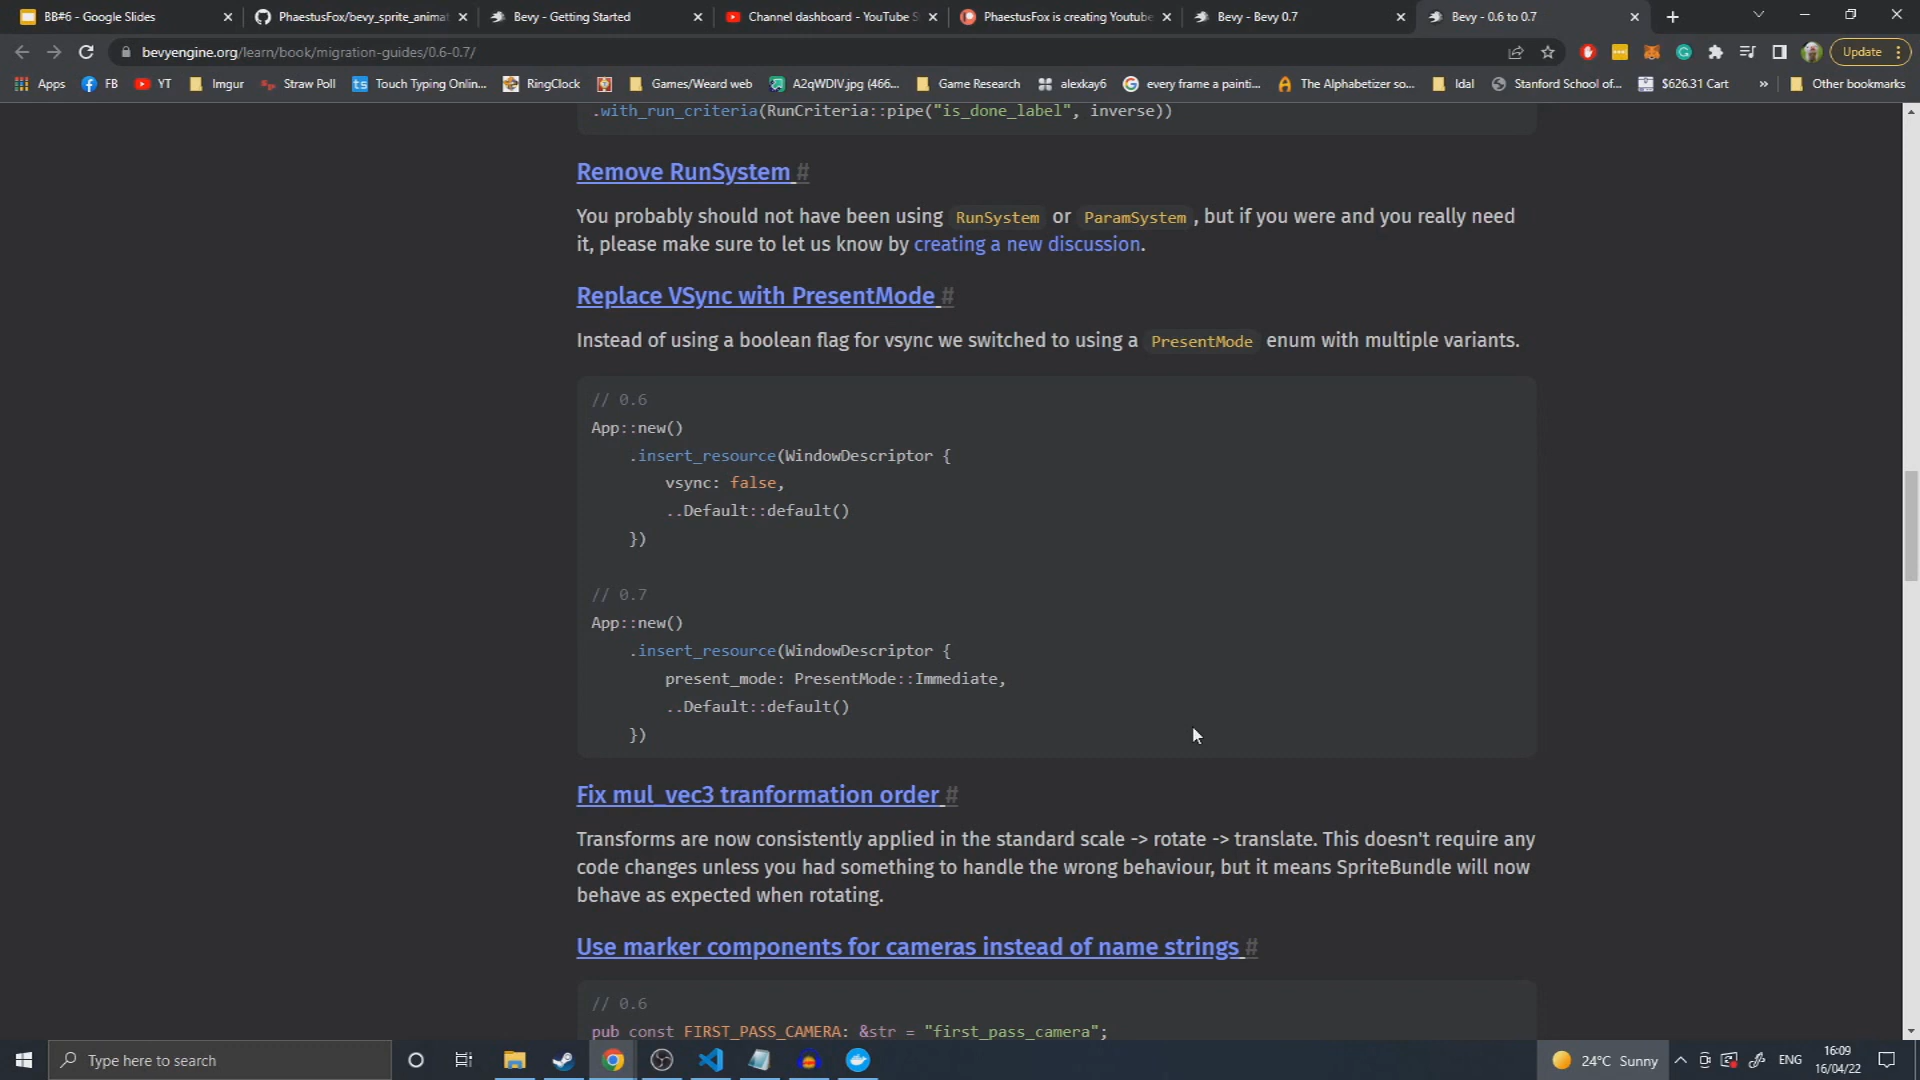 BB#6 - Google Slides
PhaestusFox/bevy_sprite_animat
Bevy - Getting Started
Channel dashboard - YouTube S
PhaestusFox is creating Youtube
Bevy - Bevy 0.7
Bevy - 0.6 to 0.7
bevyengine.org/learn/book/migration-guides/0.6-0.7/
Update
Apps
FB
YT
Imgur
Straw Poll
Touch Typing Onlin...
RingClock
Games/Weard web
A2qWDIV.jpg (466...
Game Research
alexkay6
every frame a painti...
The Alphabetizer so...
Idal
Stanford School of...
$626.31 Cart
»
Other bookmarks
.with_run_criteria(RunCriteria::pipe("is_done_label", inverse))
Remove RunSystem #
You probably should not have been using RunSystem or ParamSystem, but if you were and you really need
it, please make sure to let us know by creating a new discussion.
Replace VSync with PresentMode #
Instead of using a boolean flag for vsync we switched to using a PresentMode enum with multiple variants.
// 0.6
App::new()
.insert_resource(WindowDescriptor {
vsync: false,
..Default::default()
})
// 0.7
App::new()
.insert_resource(WindowDescriptor {
present_mode: PresentMode::Immediate,
..Default::default()
})
Fix mul_vec3 tranformation order #
Transforms are now consistently applied in the standard scale -> rotate -> translate. This doesn't require any
code changes unless you had something to handle the wrong behaviour, but it means SpriteBundle will now
behave as expected when rotating.
Use marker components for cameras instead of name strings #
// 0.6
pub const FIRST_PASS_CAMERA: &str = "first_pass_camera";
Type here to search
24°C Sunny
ENG
16:09
16/04/22